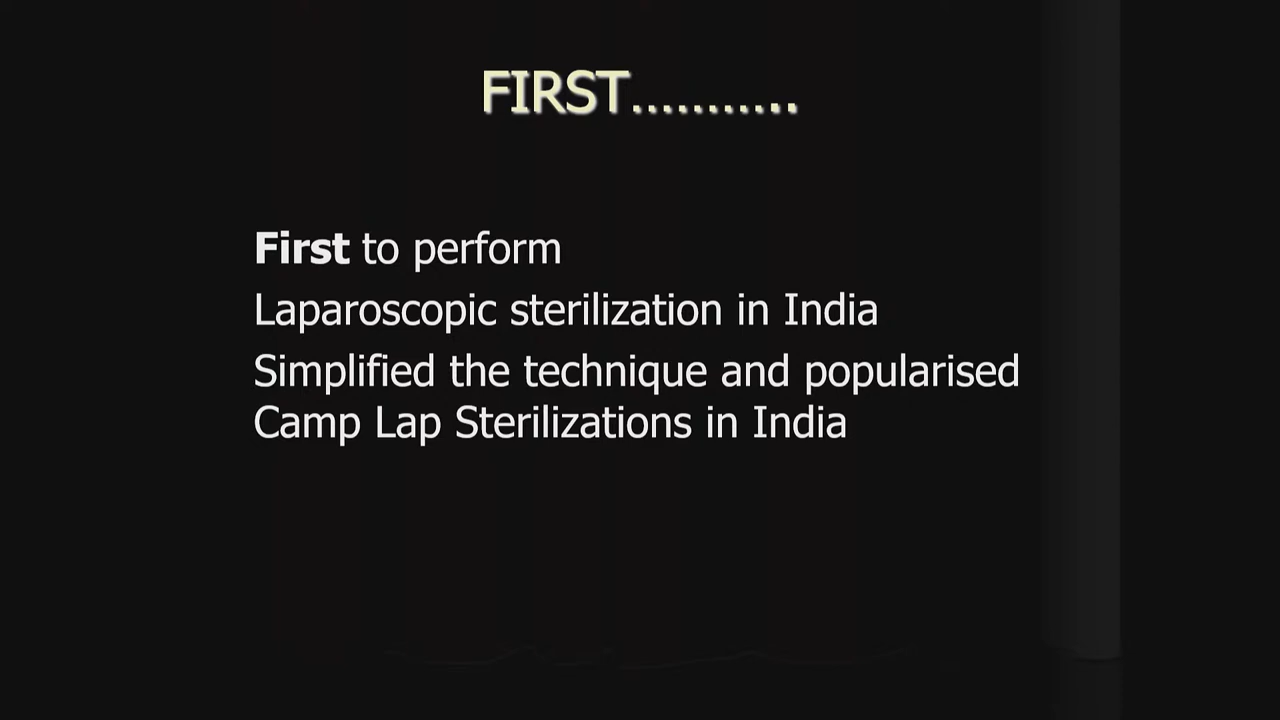 FIRST...........
First to perform
Laparoscopic sterilization in India
Simplified the technique and popularised
Camp Lap Sterilizations in India